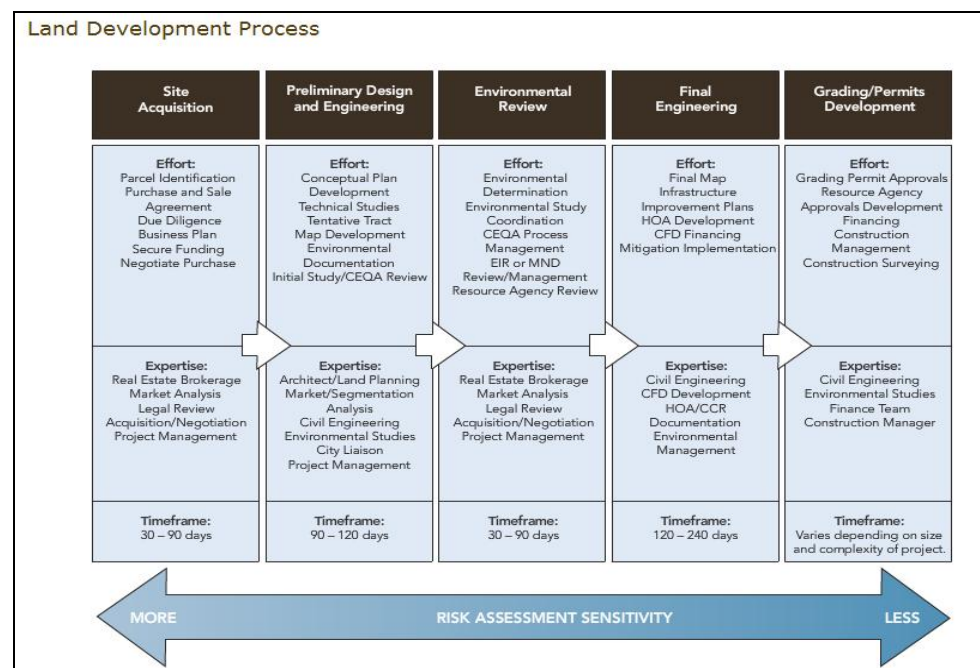 Land Development Process
Site
Acquisition
Effort:
Parcel Identification
Purchase and Sale
Agreement
Due Diligence
Business Plan
Secure Funding
Negotiate Purchase
Expertise:
Real Estate Brokerage
Market Analysis
Legal Review
Acquisition/Negotiation
Project Management
Timeframe:
30 – 90 days
Preliminary Design
and Engineering
Effort:
Conceptual Plan
Development
Technical Studies
Tentative Tract
Map Development
Environmental
Documentation
Initial Study/CEQA Review
Expertise:
Architect/Land Planning
Market/Segmentation
Analysis
Civil Engineering
Environmental Studies
City Liaison
Project Management
Timeframe:
90 – 120 days
Environmental
Review
Effort:
Environmental
Determination
Environmental Study
Coordination
CEQA Process
Management
EIR or MND
Review/Management
Resource Agency Review
Expertise:
Real Estate Brokerage
Market Analysis
Legal Review
Acquisition/Negotiation
Project Management
Timeframe:
30 – 90 days
Final
Engineering
Effort:
Final Map
Infrastructure
Improvement Plans
HOA Development
CFD Financing
Mitigation Implementation
Expertise:
Civil Engineering
CFD Development
HOA/CCR
Documentation
Environmental
Management
Timeframe:
120 – 240 days
Grading/Permits
Development
Effort:
Grading Permit Approvals
Resource Agency
Approvals Development
Financing
Construction
Management
Construction Surveying
Expertise:
Civil Engineering
Environmental Studies
Finance Team
Construction Manager
Timeframe:
Varies depending on size
and complexity of project.
MORE
RISK ASSESSMENT SENSITIVITY
LESS